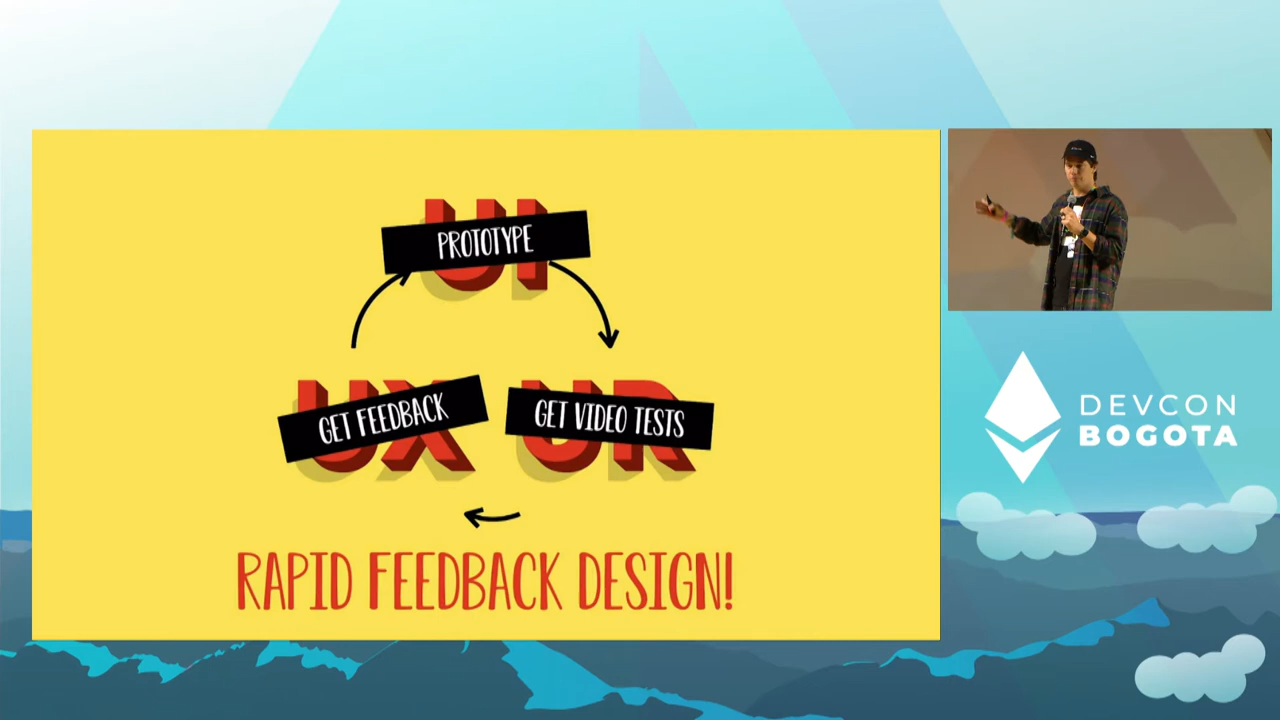 UI
PROTOTYPE
UX
GET FEEDBACK
UR
GET VIDEO TESTS
RAPID FEEDBACK DESIGN!
DEVCON
BOGOTA